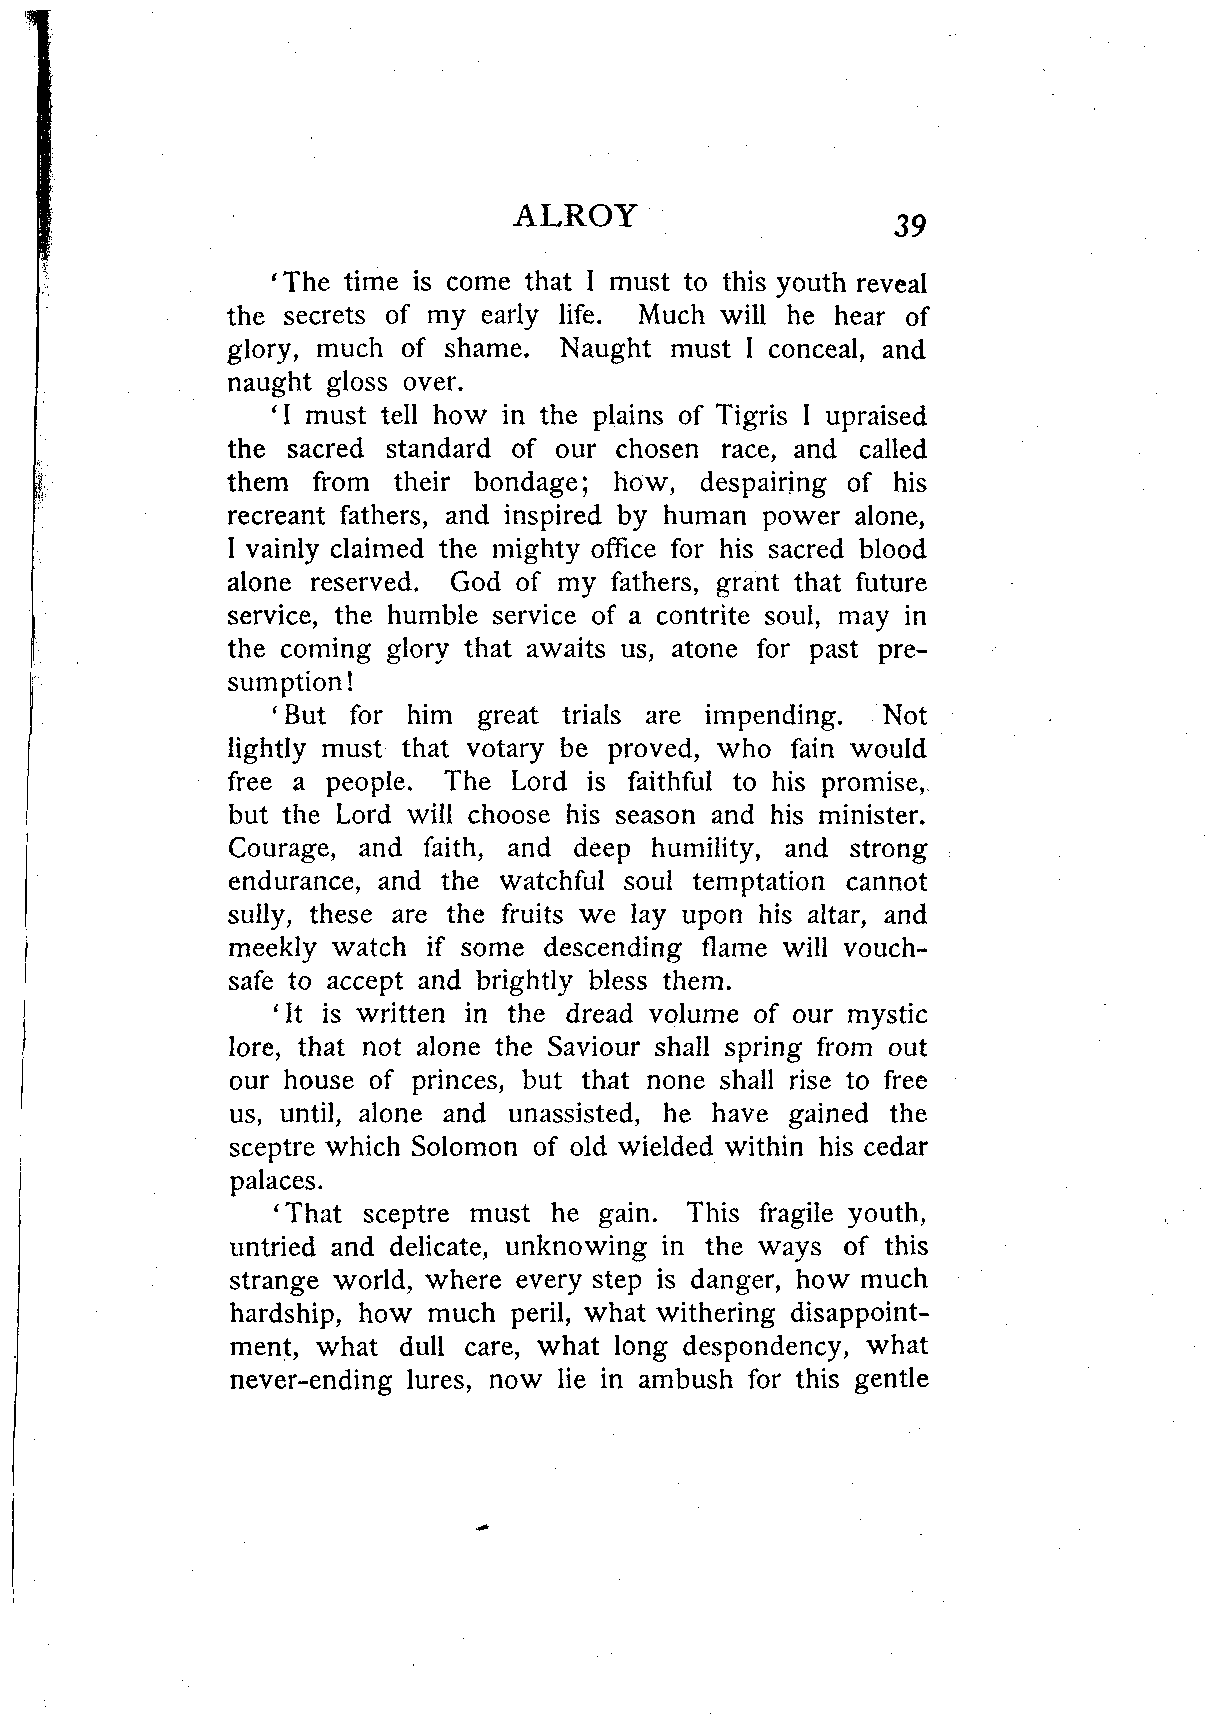 ALROY 39
‘The time is come that I must to this youth reveal
the secrets of my early life. Much will he hear of
glory, much of shame. Naught must I conceal, and
naught gloss over.
‘I must tell how in the plains of Tigris I upraised
the sacred standard of our chosen race, and called
them from their bondage; how, despairing of his
recreant fathers, and inspired by human power alone,
I vainly claimed the mighty office for his sacred blood
alone reserved. God of my fathers, grant that future
service, the humble service of a contrite soul, may in
the coming glory that awaits us, atone for past pre-
sumption!
‘But for him great trials are impending. Not
lightly must that votary be proved, who fain would
free a people. The Lord is faithful to his promise,
but the Lord will choose his season and his minister.
Courage, and faith, and deep humility, and strong
endurance, and the watchful soul temptation cannot
sully, these are the fruits we lay upon his altar, and
meekly watch if some descending flame will vouch-
safe to accept and brightly bless them.
‘It is written in the dread volume of our mystic
lore, that not alone the Saviour shall spring from out
our house of princes, but that none shall rise to free
us, until, alone and unassisted, he have gained the
sceptre which Solomon of old wielded within his cedar
palaces.
‘That sceptre must he gain. This fragile youth,
untried and delicate, unknowing in the ways of this
strange world, where every step is danger, how much
hardship, how much peril, what withering disappoint-
ment, what dull care, what long despondency, what
never-ending lures, now lie in ambush for this gentle